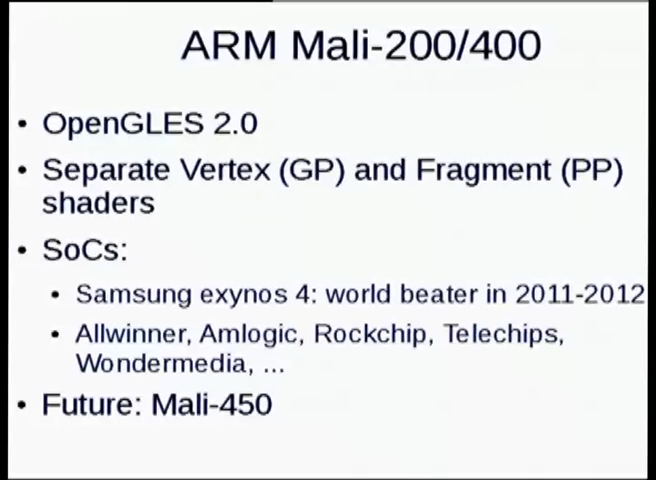 ARM Mali-200/400
• OpenGLES 2.0
• Separate Vertex (GP) and Fragment (PP)
shaders
• SoCs:
• Samsung exynos 4: world beater in 2011-2012
• Allwinner, Amlogic, Rockchip, Telechips,
Wondermedia, ...
• Future: Mali-450